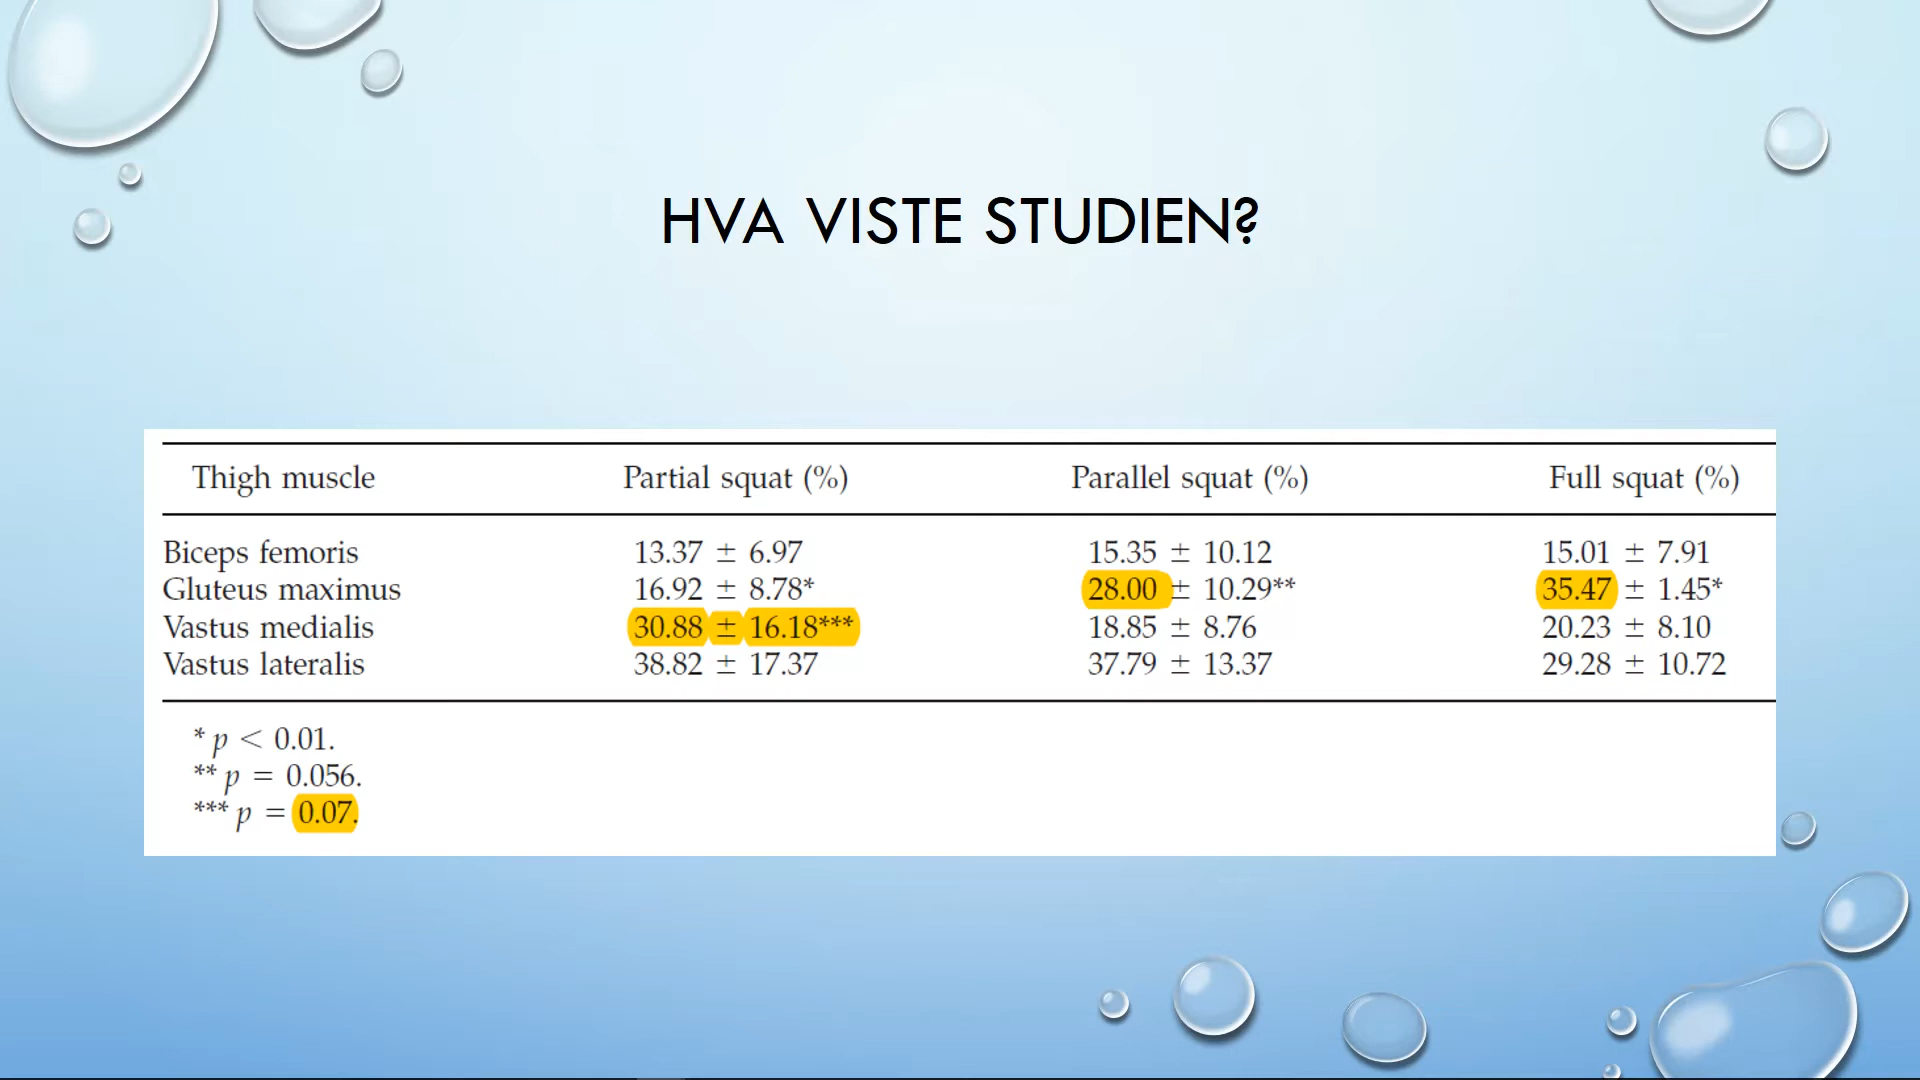 HVA VISTE STUDIEN?
Thigh muscle Partial squat (%) Parallel squat (%) Full squat (%)
Biceps femoris 13.37 ± 6.97 15.35 ± 10.12 15.01 ± 7.91
Gluteus maximus 16.92 ± 8.78* 28.00 ± 10.29** 35.47 ± 1.45*
Vastus medialis 30.88 ± 16.18*** 18.85 ± 8.76 20.23 ± 8.10
Vastus lateralis 38.82 ± 17.37 37.79 ± 13.37 29.28 ± 10.72
* p < 0.01.
** p = 0.056.
*** p = 0.07.